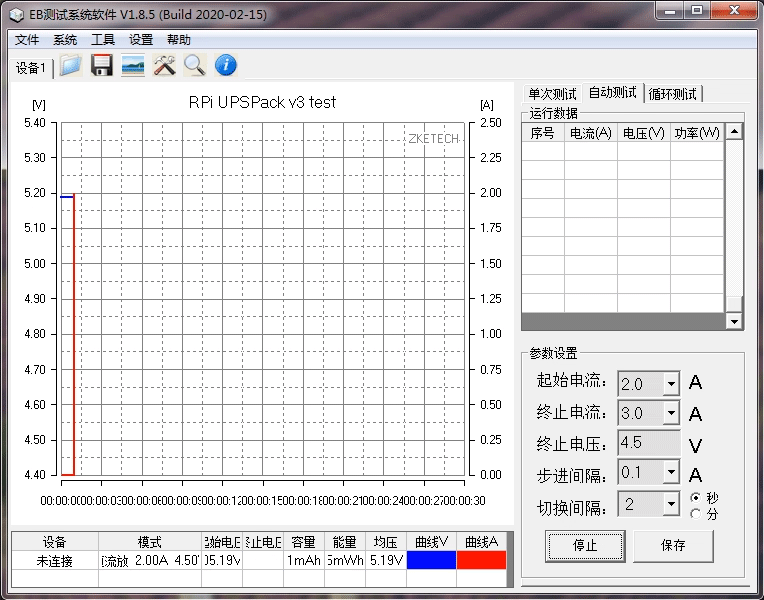 EB测试系统软件 V1.8.5 (Build 2020-02-15)
文件 系统 工具 设置 帮助
设备1
RPi UPSPack v3 test
[V] [A]
ZKETECH
5.40 2.50
5.30 2.25
5.20 2.00
5.10 1.75
5.00 1.50
4.90 1.25
4.80 1.00
4.70 0.75
4.60 0.50
4.50 0.25
4.40 0.00
00:00:00 00:00:03 00:00:06 00:00:09 00:00:12 00:00:15 00:00:18 00:00:21 00:00:24 00:00:27 00:00:30
设备 模式 起始电压 终止电压 容量 能量 均压 曲线V 曲线A
未连接 流放 2.00A 4.50 05.19V 1mAh 5mWh 5.19V
单次测试 自动测试 循环测试
运行数据
序号 电流(A) 电压(V) 功率(W)
参数设置
起始电流： 2.0 A
终止电流： 3.0 A
终止电压： 4.5 V
步进间隔： 0.1 A
切换间隔： 2 秒
分
停止 保存